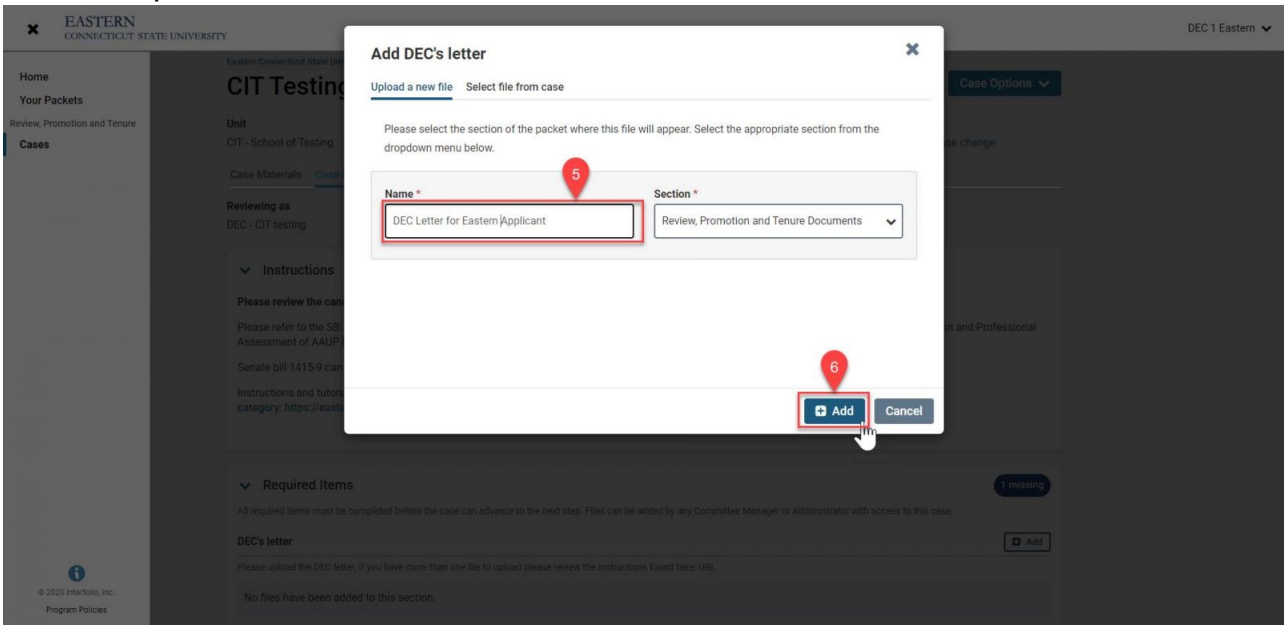 EASTERN
CONNECTICUT STATE UNIVERSITY
DEC 1 Eastern
Home
Your Packets
Review, Promotion and Tenure
Cases
Eastern Connecticut State
CIT Testing
Case Options
Unit
CIT - School of Testing
change
Case Materials Case
Reviewing as
DEC - CIT testing
Add DEC's letter
Upload a new file Select file from case
Please select the section of the packet where this file will appear. Select the appropriate section from the
dropdown menu below.
5
Name * Section *
DEC Letter for Eastern Applicant Review, Promotion and Tenure Documents
6
Add Cancel
Instructions
Please review the
Please refer to the SB and Professional
Assessment of AAUP
Senate bill 1415-9 can
Instructions and
category: https://
Required Items 1 missing
All required items must be completed before the case can advance to the next step. Files can be added by any Committee Manager or Administrator with access to this case.
DEC's letter Add
Please upload the DEC letter, if you have more than one file to upload please review the instructions found here: URL
No files have been added to this section.
© 2020 Interfolio, Inc.
Program Policies